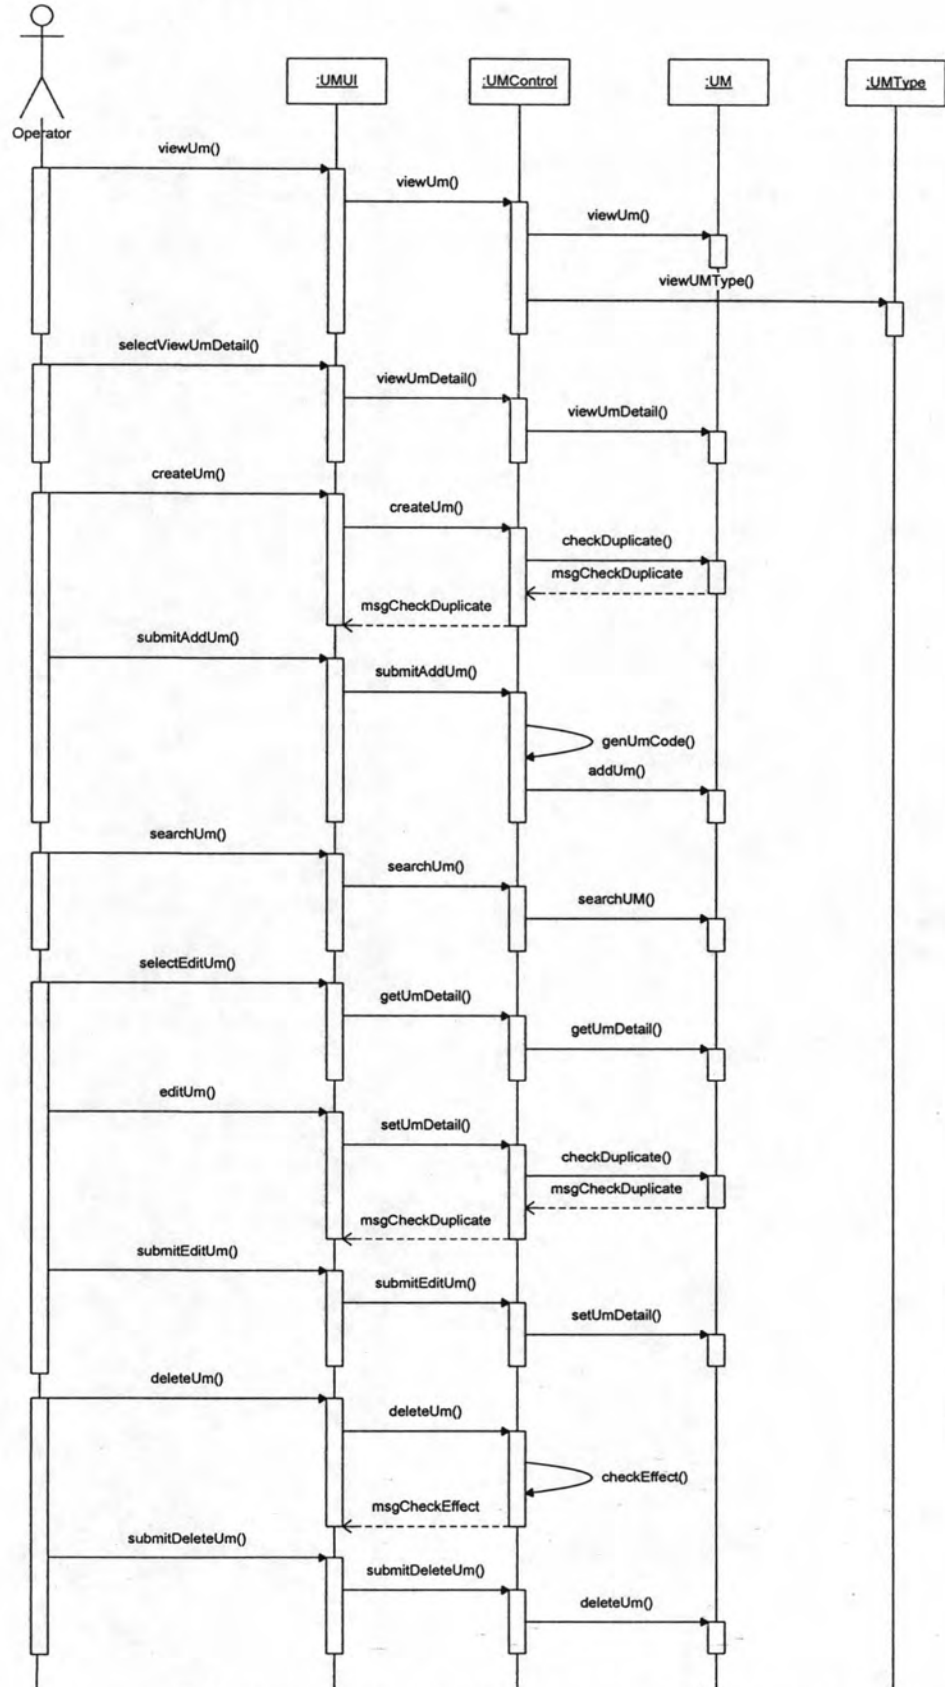 :UMUI
:UMControl
:UM
:UMType
Operator
viewUm()
viewUm()
viewUm()
viewUMType()
selectViewUmDetail()
viewUmDetail()
viewUmDetail()
createUm()
createUm()
checkDuplicate()
msgCheckDuplicate
msgCheckDuplicate
submitAddUm()
submitAddUm()
genUmCode()
addUm()
searchUm()
searchUm()
searchUM()
selectEditUm()
getUmDetail()
getUmDetail()
editUm()
setUmDetail()
checkDuplicate()
msgCheckDuplicate
msgCheckDuplicate
submitEditUm()
submitEditUm()
setUmDetail()
deleteUm()
deleteUm()
checkEffect()
msgCheckEffect
submitDeleteUm()
submitDeleteUm()
deleteUm()